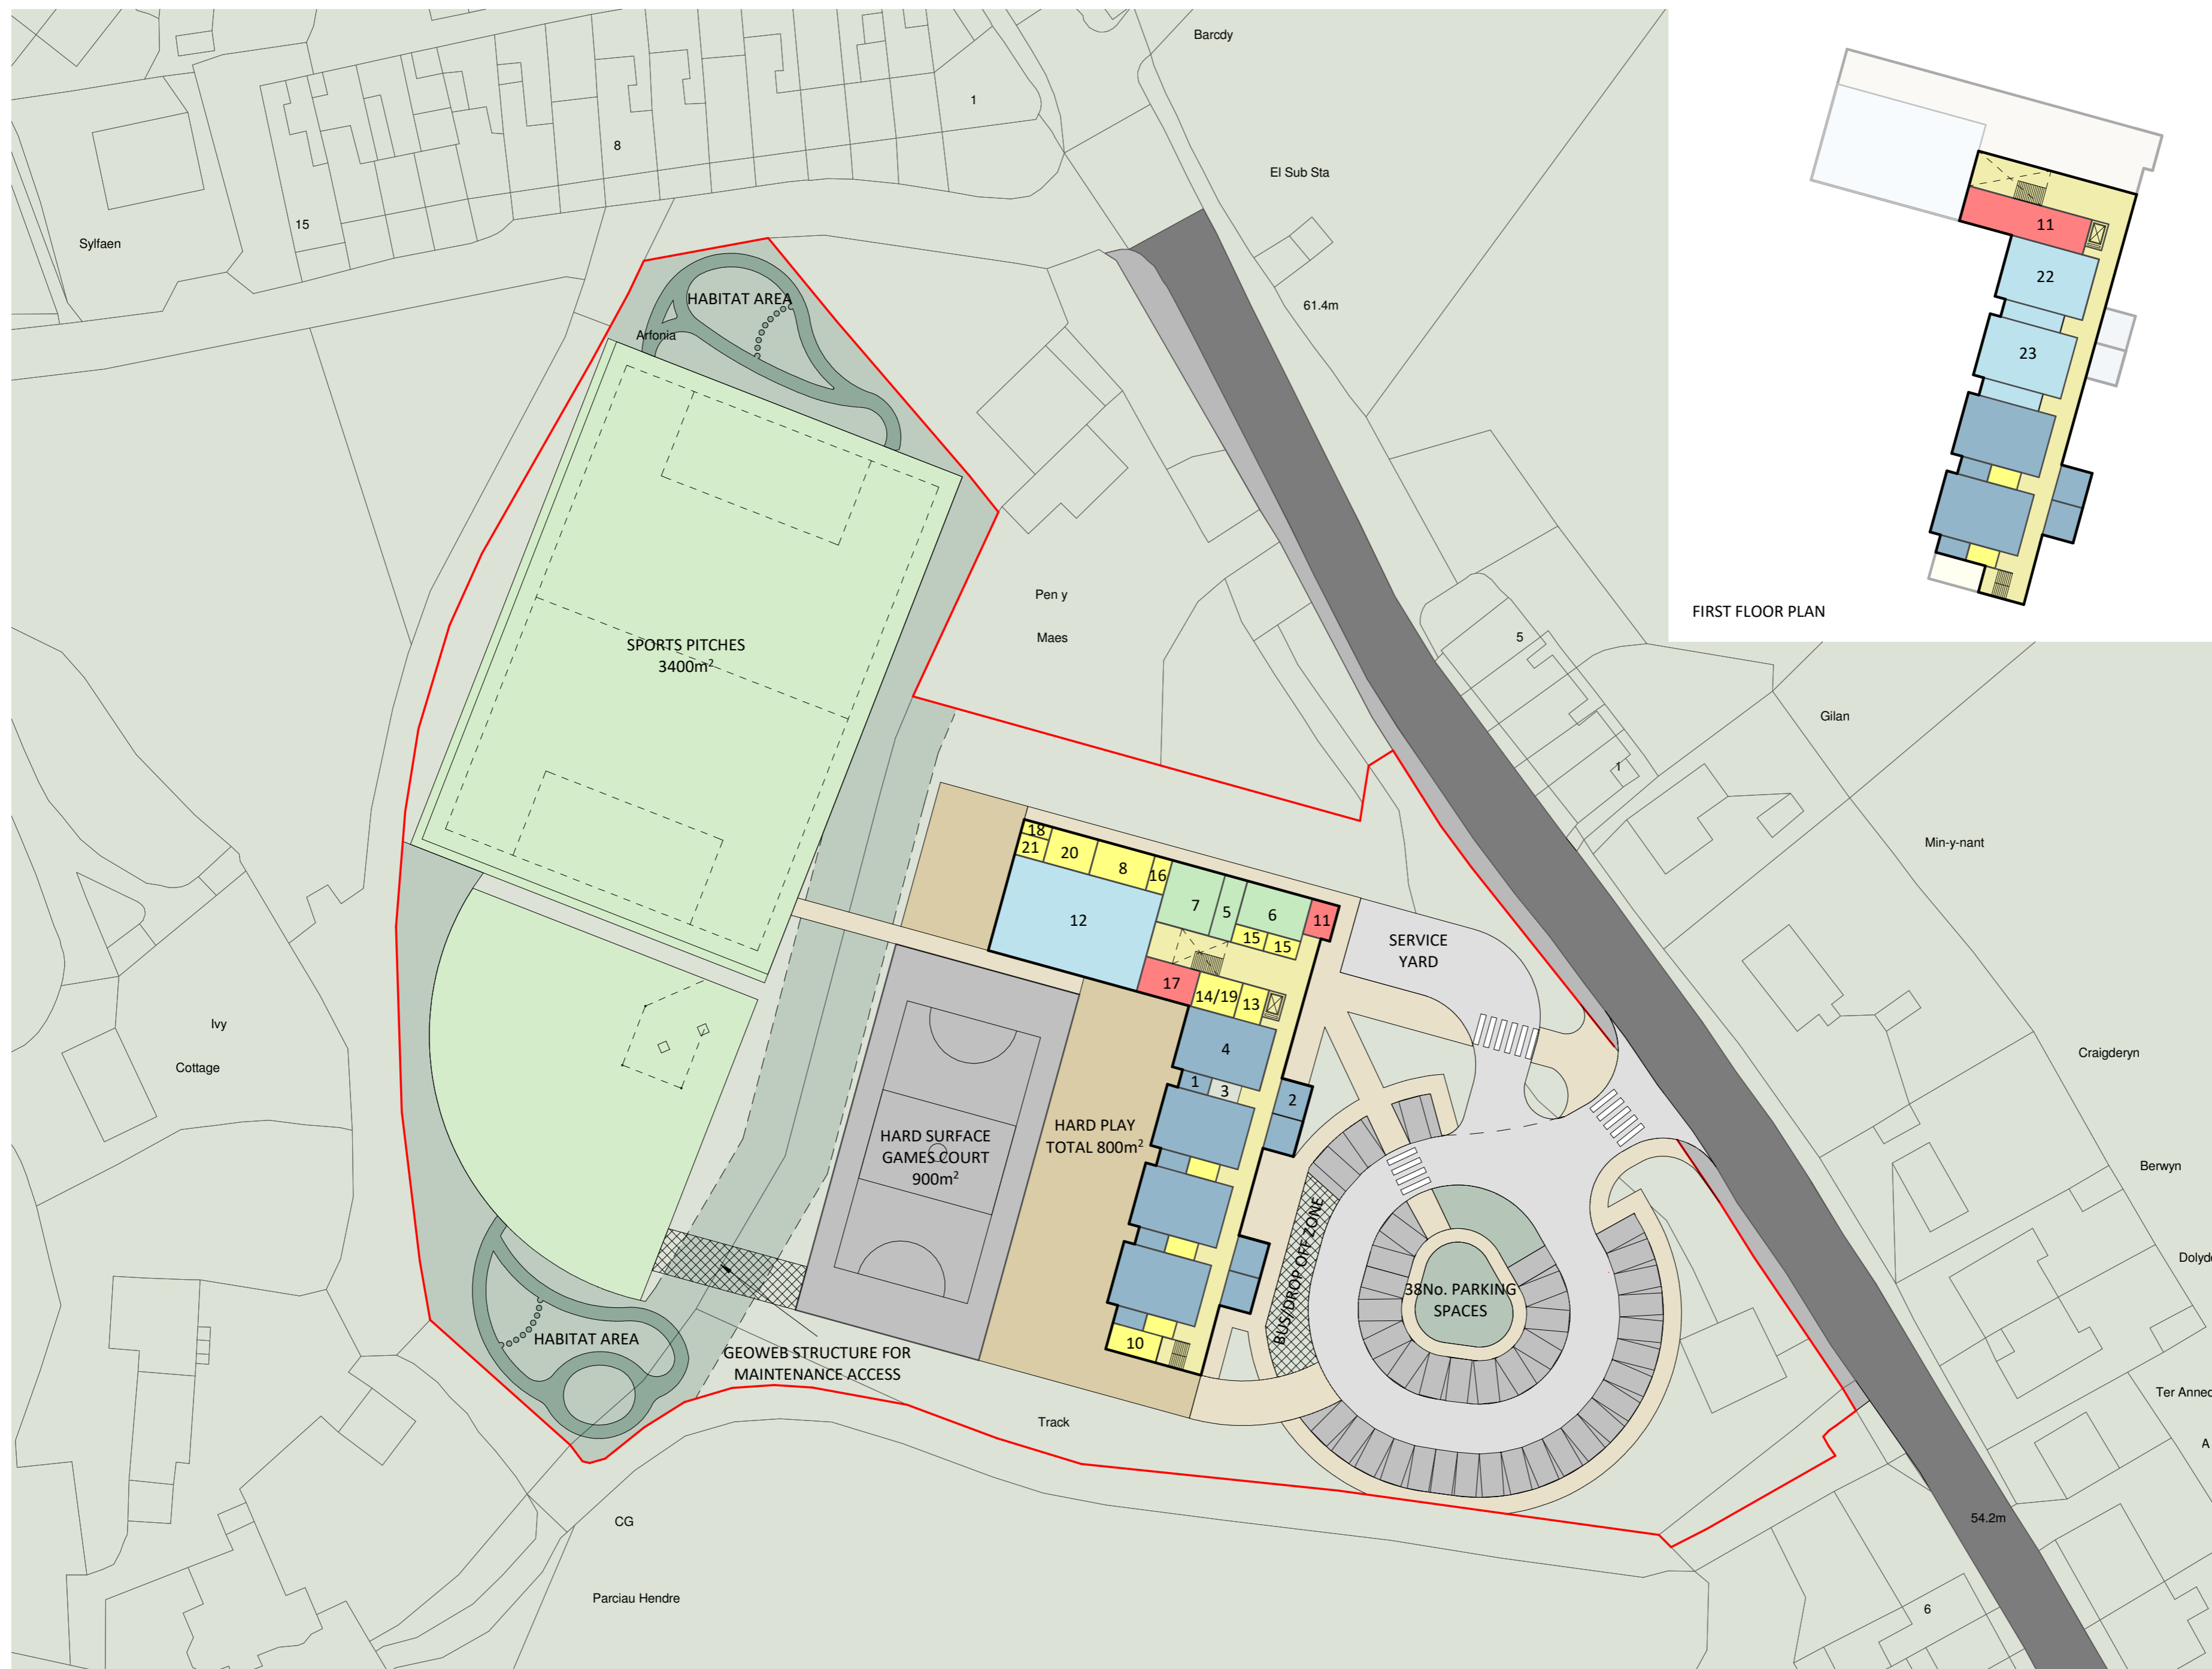 Barcdy
1
8
El Sub Sta
15
Sylfaen
HABITAT AREA
61.4m
Arfonia
11
22
23
FIRST FLOOR PLAN
Pen y
Maes
SPORTS PITCHES
3400m²
5
1
Gilan
Min-y-nant
18
21
20
8
16
7
5
6
11
12
15
15
17
14/19
13
SERVICE
YARD
4
1
3
2
Ivy
Cottage
Craigderyn
HARD SURFACE
GAMES COURT
900m²
HARD PLAY
TOTAL 800m²
Berwyn
BUS/DROP OFF ZONE
38No. PARKING
SPACES
HABITAT AREA
10
GEOWEB STRUCTURE FOR
MAINTENANCE ACCESS
Track
Ter Anned
A
CG
54.2m
Parciau Hendre
6